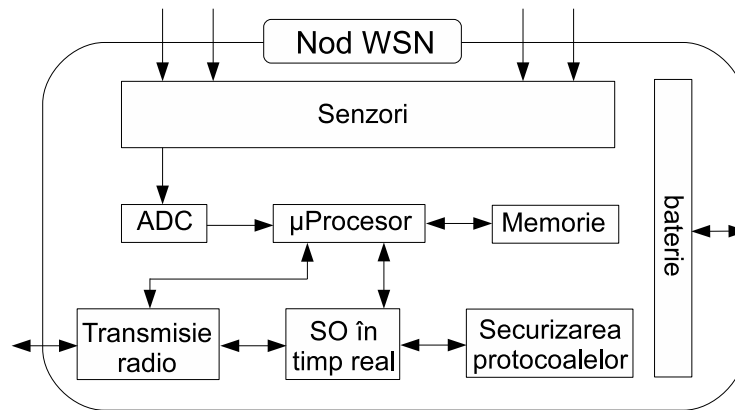 Nod WSN
Senzori
ADC
µProcesor
Memorie
baterie
Transmisie
radio
SO în
timp real
Securizarea
protocoalelor